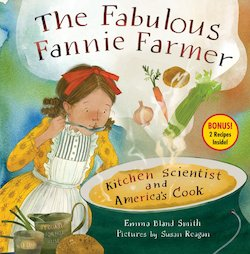 The Fabulous
Fannie Farmer
BONUS!
2 Recipes
Inside!
Kitchen Scientist
and
America's Cook
Emma Bland Smith
Pictures by Susan Reagan